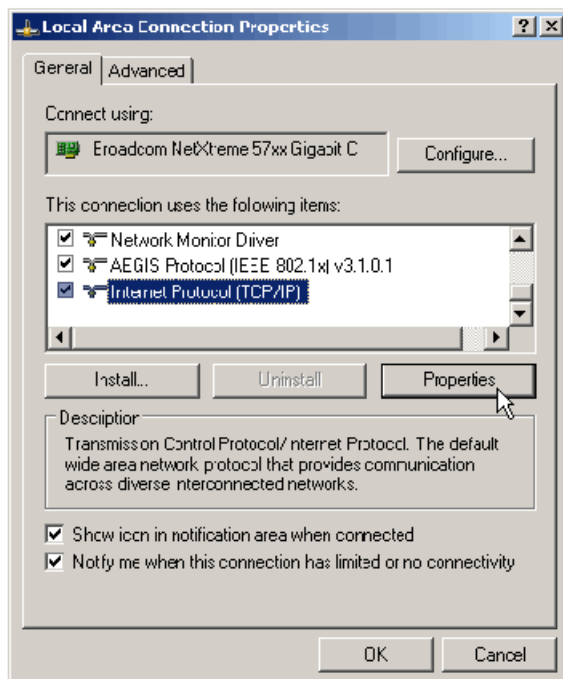 Local Area Connection Properties
General
Advanced
Connect using:
Broadcom NetXtreme 57xx Gigabit C
Configure...
This connection uses the following items:
Network Monitor Driver
AEGIS Protocol (IEEE 802.1x) v3.1.0.1
Internet Protocol (TCP/IP)
Install...
Uninstall
Properties
Description
Transmission Control Protocol/Internet Protocol. The default
wide area network protocol that provides communication
across diverse interconnected networks.
Show icon in notification area when connected
Notify me when this connection has limited or no connectivity
OK
Cancel